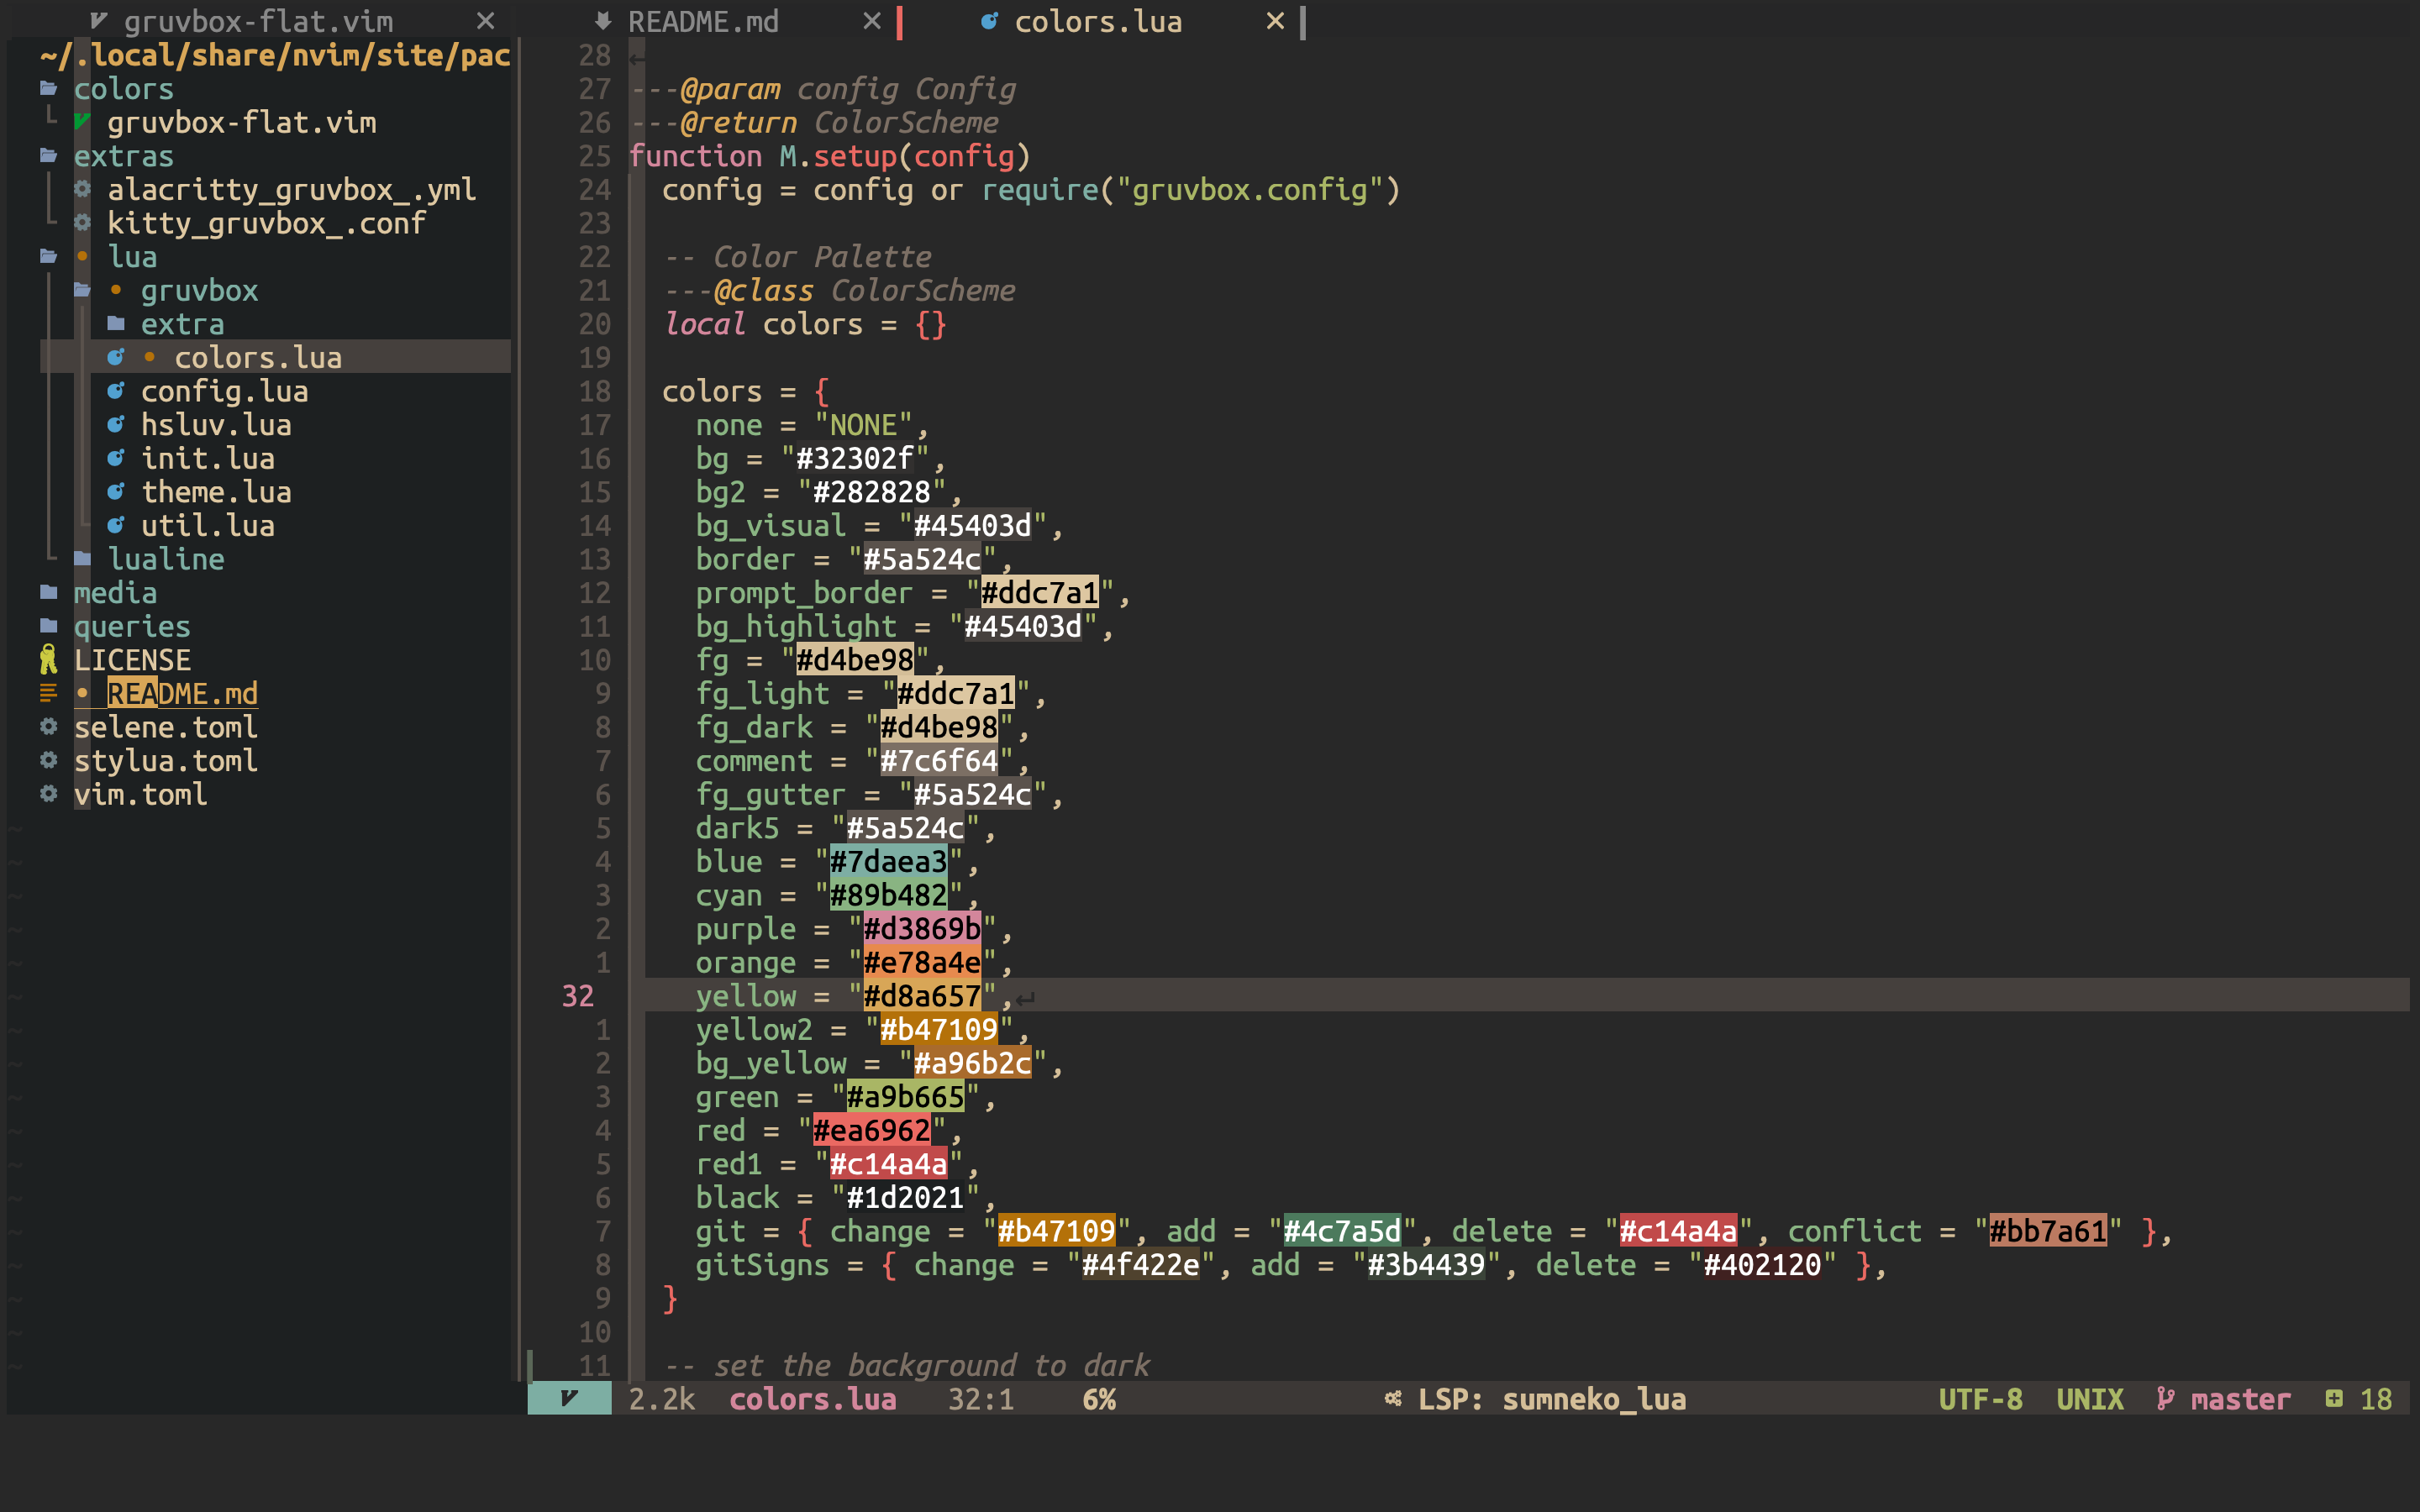 gruvbox-flat.vim × README.md × colors.lua ×
~/.local/share/nvim/site/pac
colors
gruvbox-flat.vim
extras
alacritty_gruvbox_.yml
kitty_gruvbox_.conf
lua
gruvbox
extra
colors.lua
config.lua
hsluv.lua
init.lua
theme.lua
util.lua
lualine
media
queries
LICENSE
README.md
selene.toml
stylua.toml
vim.toml
28
27 ---@param config Config
26 ---@return ColorScheme
25 function M.setup(config)
24 config = config or require("gruvbox.config")
23
22 -- Color Palette
21 ---@class ColorScheme
20 local colors = {}
19
18 colors = {
17 none = "NONE",
16 bg = "#32302f",
15 bg2 = "#282828",
14 bg_visual = "#45403d",
13 border = "#5a524c",
12 prompt_border = "#ddc7a1",
11 bg_highlight = "#45403d",
10 fg = "#d4be98",
9 fg_light = "#ddc7a1",
8 fg_dark = "#d4be98",
7 comment = "#7c6f64",
6 fg_gutter = "#5a524c",
5 dark5 = "#5a524c",
4 blue = "#7daea3",
3 cyan = "#89b482",
2 purple = "#d3869b",
1 orange = "#e78a4e",
32 yellow = "#d8a657",
1 yellow2 = "#b47109",
2 bg_yellow = "#a96b2c",
3 green = "#a9b665",
4 red = "#ea6962",
5 red1 = "#c14a4a",
6 black = "#1d2021",
7 git = { change = "#b47109", add = "#4c7a5d", delete = "#c14a4a", conflict = "#bb7a61" },
8 gitSigns = { change = "#4f422e", add = "#3b4439", delete = "#402120" },
9 }
10
11 -- set the background to dark
2.2k colors.lua 32:1 6% LSP: sumneko_lua UTF-8 UNIX master 18